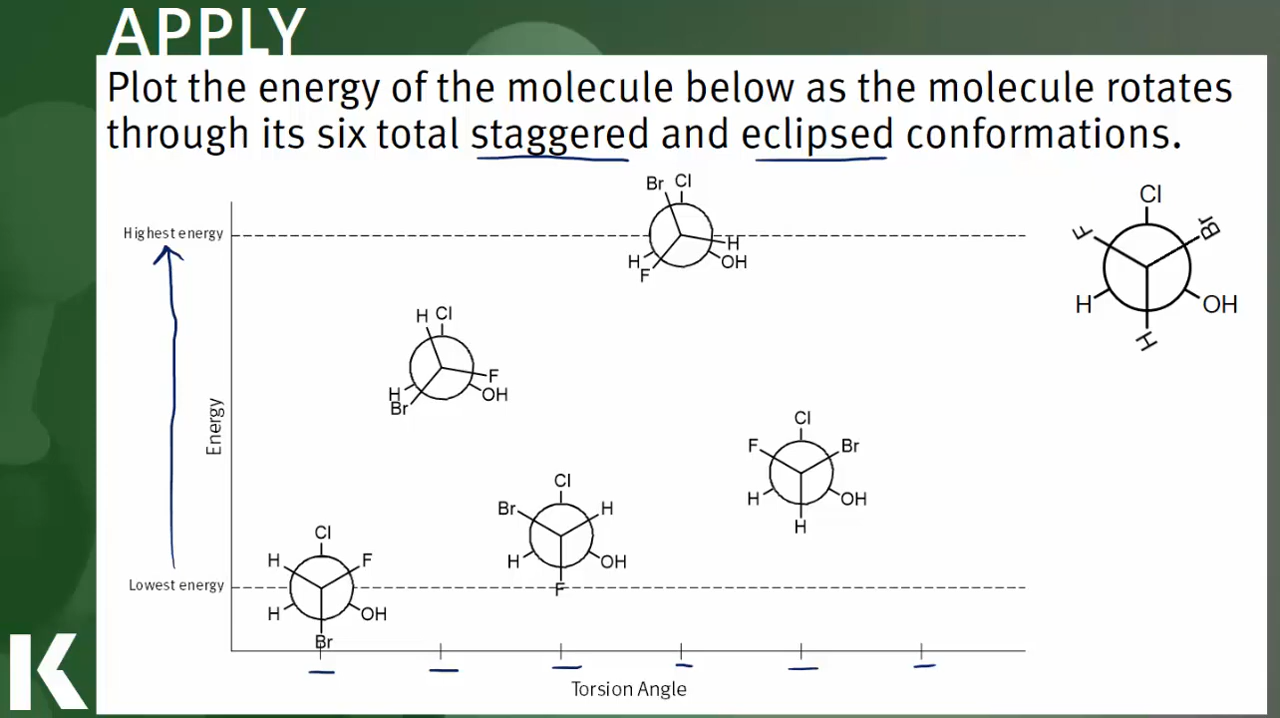 APPLY
Plot the energy of the molecule below as the molecule rotates
through its six total staggered and eclipsed conformations.
Highest energy
Energy
Lowest energy
Cl
H F
H OH
Br
H Cl
F
H OH
Br
Cl
Br H
H OH
F
Br Cl
H
H OH
F
Cl
F Br
H OH
H
Cl
F Br
H OH
H
Torsion Angle
K